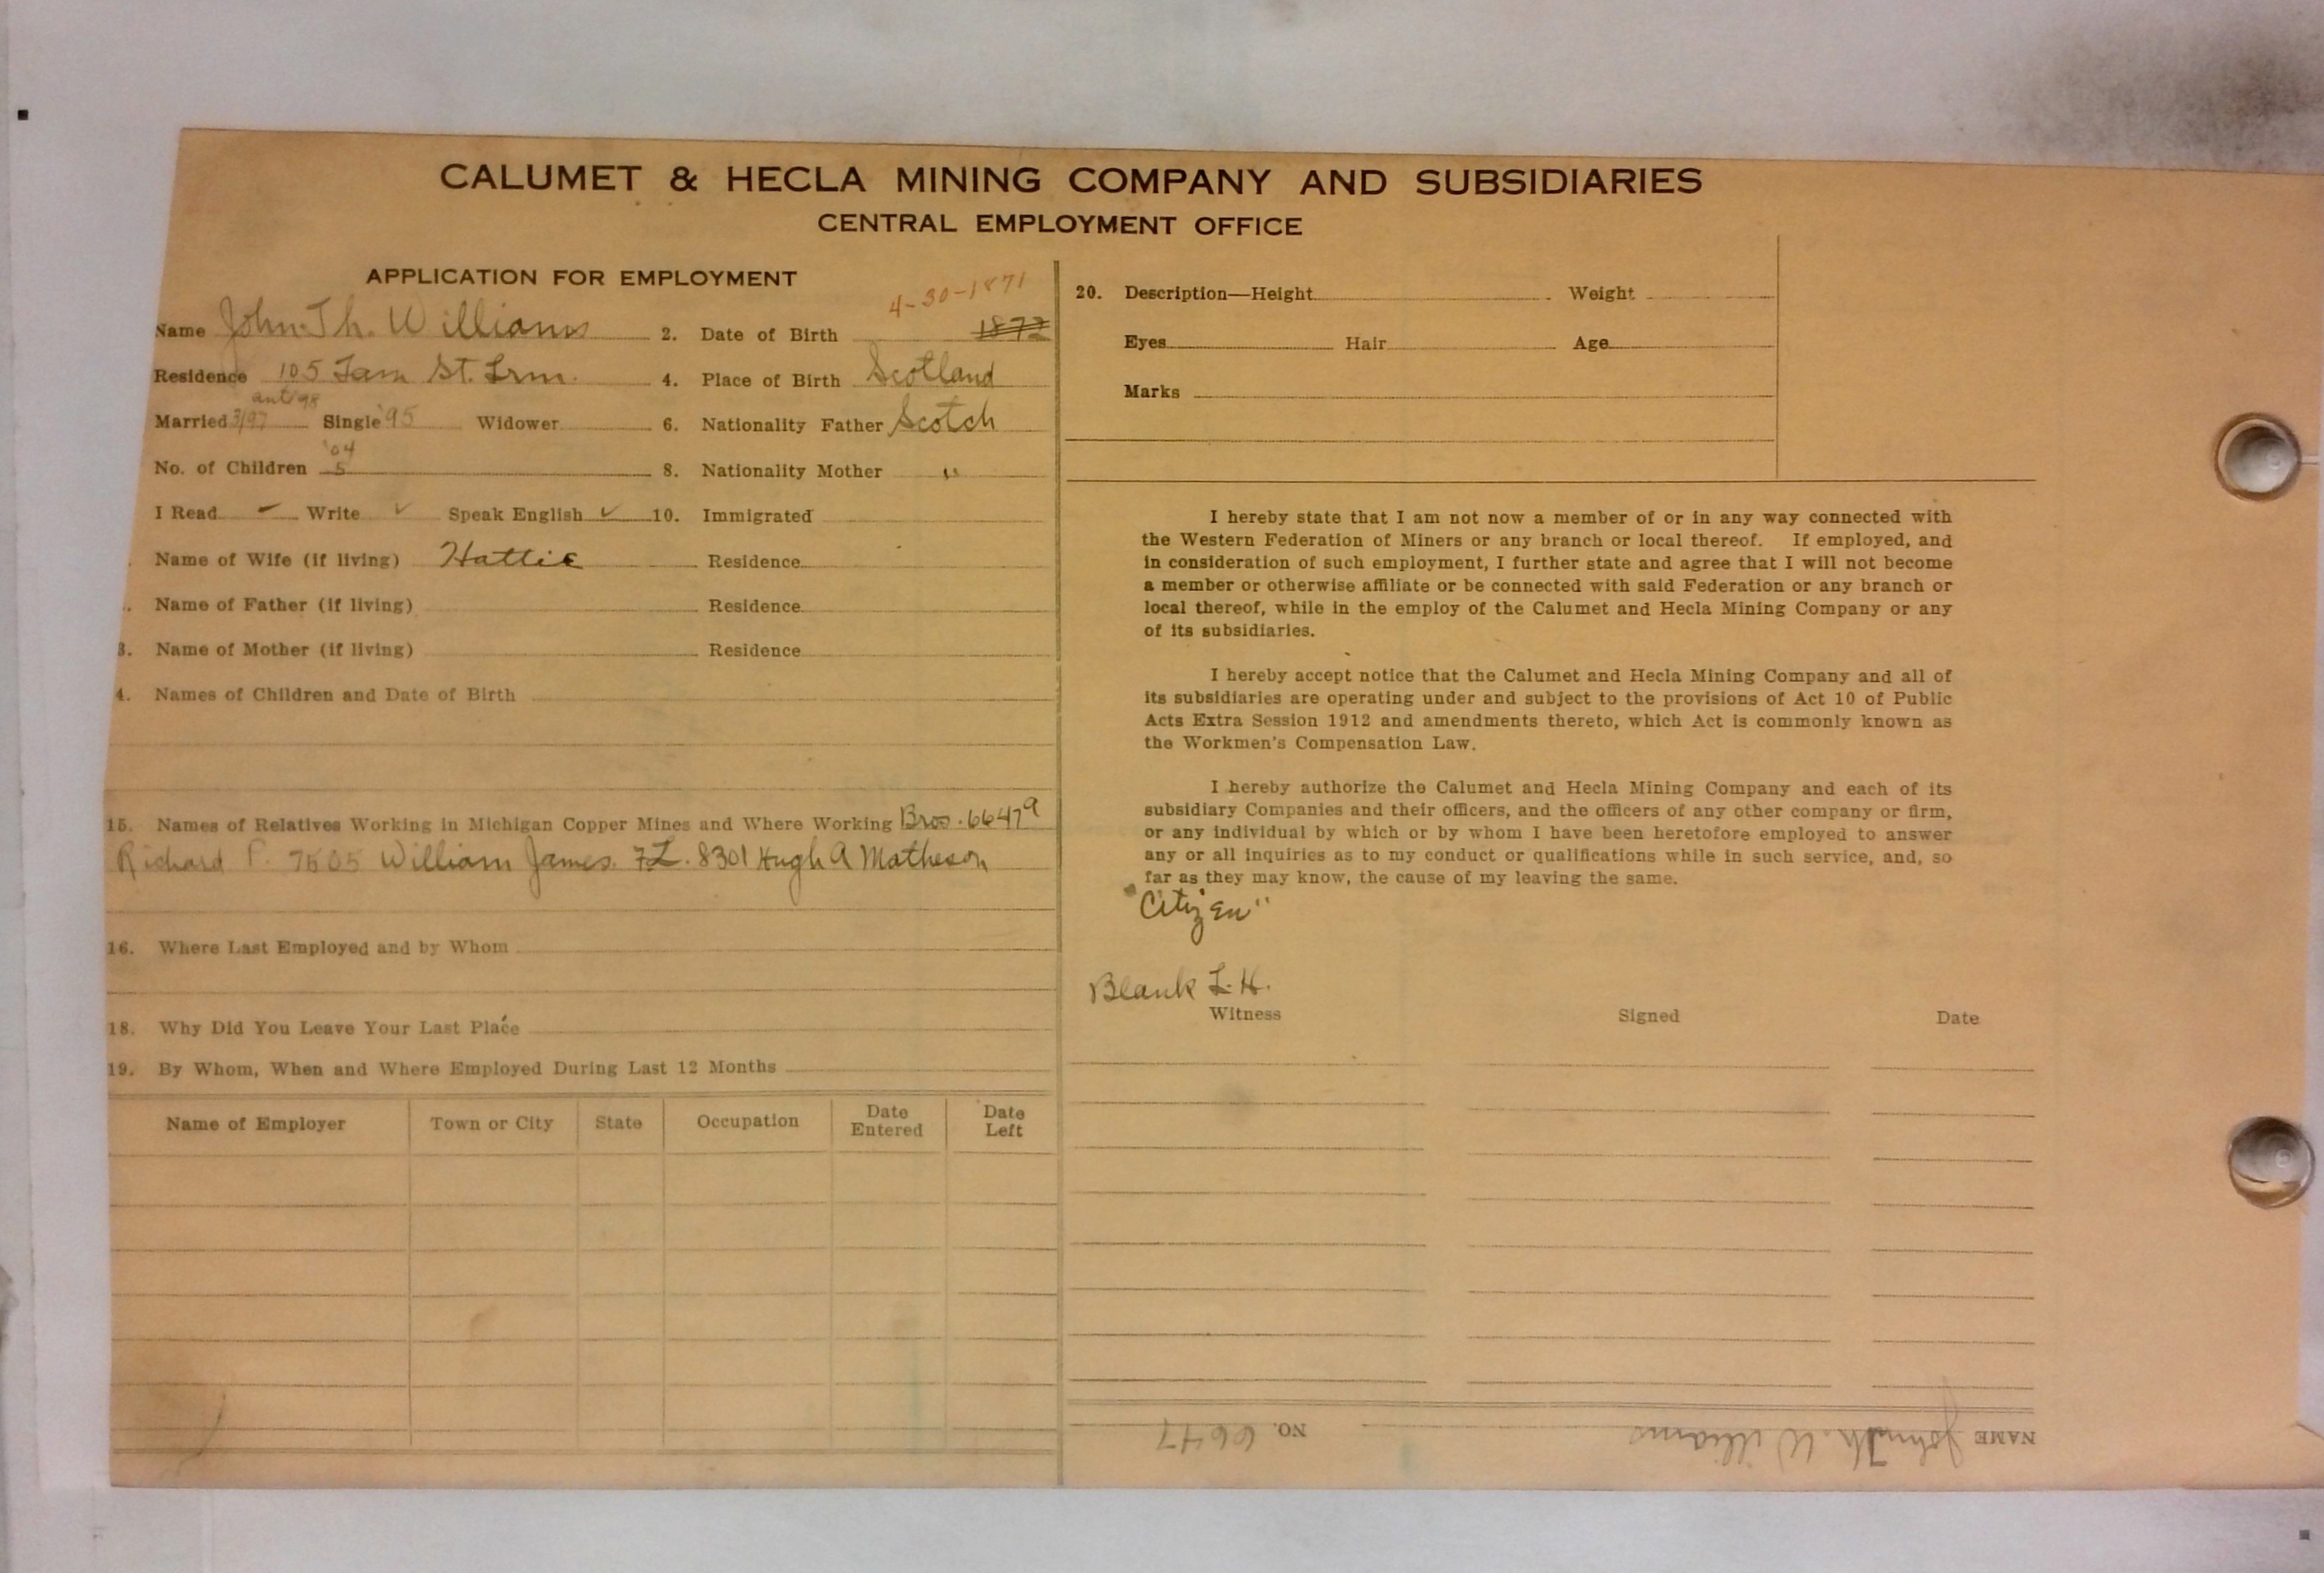 CALUMET & HECLA MINING COMPANY AND SUBSIDIARIES
CENTRAL EMPLOYMENT OFFICE
APPLICATION FOR EMPLOYMENT
4-30-1871
Name John Th. Williams 2. Date of Birth 1872
Residence 105 Tam St. Lrm. 4. Place of Birth Scotland
'98
Married 3/97 Single '95 Widower 6. Nationality Father Scotch
'04
No. of Children 5 8. Nationality Mother "
I Read ✓ Write ✓ Speak English ✓ 10. Immigrated
Name of Wife (if living) Hattie Residence
Name of Father (if living) Residence
3. Name of Mother (if living) Residence
4. Names of Children and Date of Birth
15. Names of Relatives Working in Michigan Copper Mines and Where Working Bros. 6647a
Richard P. 7505 William James. 7L. 8301 Hugh A Matheson
16. Where Last Employed and by Whom
18. Why Did You Leave Your Last Place
19. By Whom, When and Where Employed During Last 12 Months
Name of Employer Town or City State Occupation Date Entered Date Left
20. Description—Height Weight
Eyes Hair Age
Marks
I hereby state that I am not now a member of or in any way connected with
the Western Federation of Miners or any branch or local thereof. If employed, and
in consideration of such employment, I further state and agree that I will not become
a member or otherwise affiliate or be connected with said Federation or any branch or
local thereof, while in the employ of the Calumet and Hecla Mining Company or any
of its subsidiaries.
I hereby accept notice that the Calumet and Hecla Mining Company and all of
its subsidiaries are operating under and subject to the provisions of Act 10 of Public
Acts Extra Session 1912 and amendments thereto, which Act is commonly known as
the Workmen's Compensation Law.
I hereby authorize the Calumet and Hecla Mining Company and each of its
subsidiary Companies and their officers, and the officers of any other company or firm,
or any individual by which or by whom I have been heretofore employed to answer
any or all inquiries as to my conduct or qualifications while in such service, and, so
far as they may know, the cause of my leaving the same.
"Citizen"
Blank L.H.
Witness Signed Date
NAME John Th. Williams NO. 6647